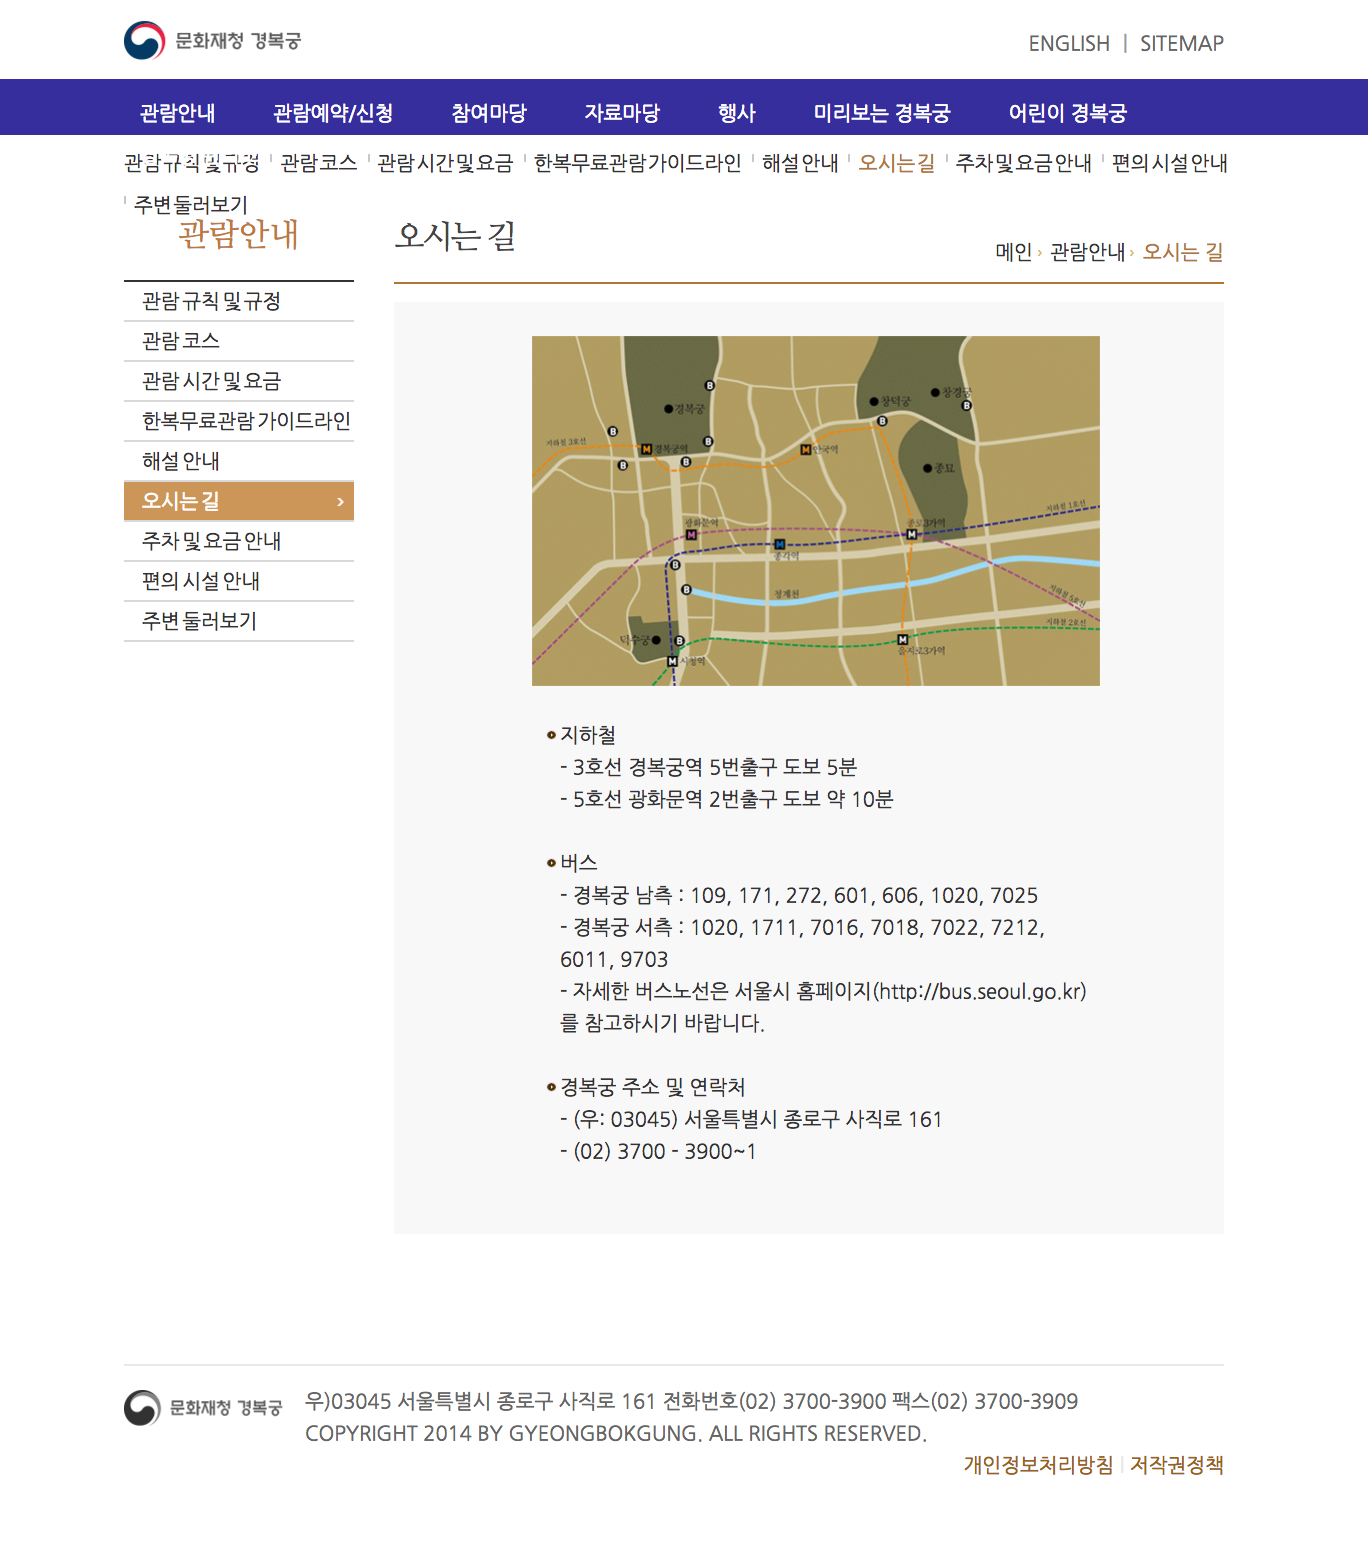 문화재청 경복궁
ENGLISH | SITEMAP
관람안내 관람예약/신청 참여마당 자료마당 행사 미리보는 경복궁 어린이 경복궁
관람 규칙 및 규정 관람 코스 관람 시간 및 요금 한복무료관람 가이드라인 해설 안내 오시는 길 주차 및 요금 안내 편의 시설 안내
주변 둘러보기
관람안내
관람 규칙 및 규정
관람 코스
관람 시간 및 요금
한복무료관람 가이드라인
해설 안내
오시는 길 ›
주차 및 요금 안내
편의 시설 안내
주변 둘러보기
오시는 길
메인 › 관람안내 › 오시는 길
B
경복궁
창덕궁
창경궁
B
B
B
지하철 3호선
B
M 경복궁역
M 안국역
B
B
종묘
지하철 1호선
광화문역
M
종로3가역
M
M
종각역
B
B
청계천
지하철 5호선
지하철 2호선
덕수궁
B
M
을지로3가역
M 시청역
지하철
- 3호선 경복궁역 5번출구 도보 5분
- 5호선 광화문역 2번출구 도보 약 10분
버스
- 경복궁 남측 : 109, 171, 272, 601, 606, 1020, 7025
- 경복궁 서측 : 1020, 1711, 7016, 7018, 7022, 7212,
6011, 9703
- 자세한 버스노선은 서울시 홈페이지(http://bus.seoul.go.kr)
를 참고하시기 바랍니다.
경복궁 주소 및 연락처
- (우: 03045) 서울특별시 종로구 사직로 161
- (02) 3700 - 3900~1
문화재청 경복궁
우)03045 서울특별시 종로구 사직로 161 전화번호(02) 3700-3900 팩스(02) 3700-3909
COPYRIGHT 2014 BY GYEONGBOKGUNG. ALL RIGHTS RESERVED.
개인정보처리방침 | 저작권정책